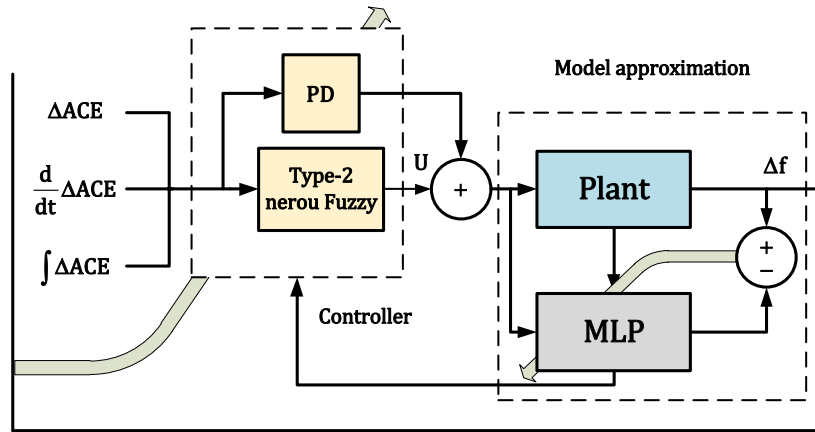 Model approximation
PD
ΔACE
d/dt ΔACE
∫ ΔACE
Type-2
nerou Fuzzy
U
+
Plant
Δf
+
−
MLP
Controller